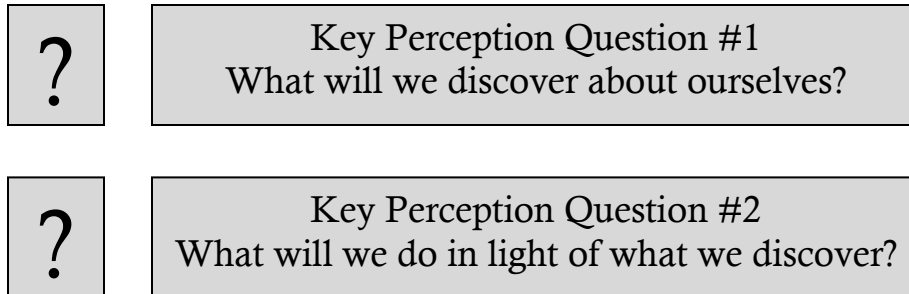 ?
Key Perception Question #1
What will we discover about ourselves?
?
Key Perception Question #2
What will we do in light of what we discover?